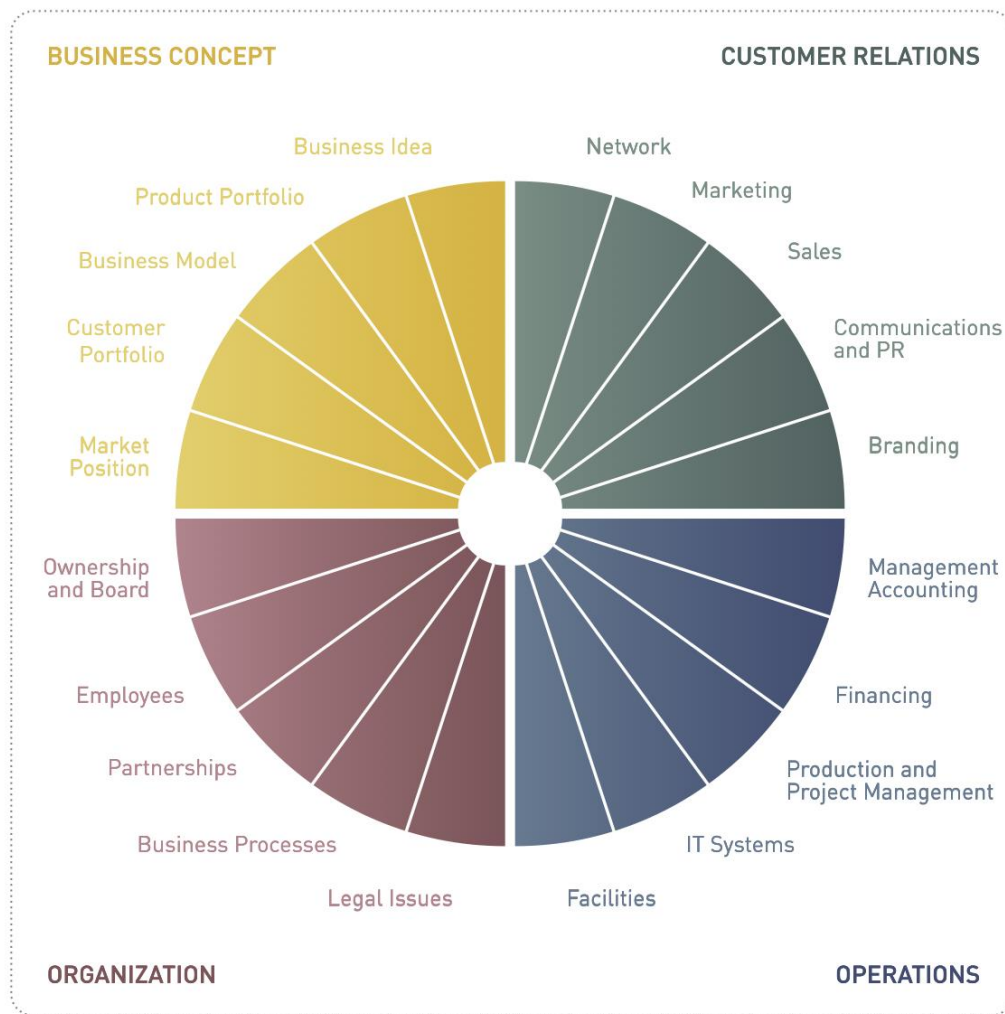 BUSINESS CONCEPT
CUSTOMER RELATIONS
Business Idea
Product Portfolio
Business Model
Customer
Portfolio
Market
Position
Network
Marketing
Sales
Communications
and PR
Branding
Ownership
and Board
Employees
Partnerships
Business Processes
Legal Issues
Management
Accounting
Financing
Production and
Project Management
IT Systems
Facilities
ORGANIZATION
OPERATIONS